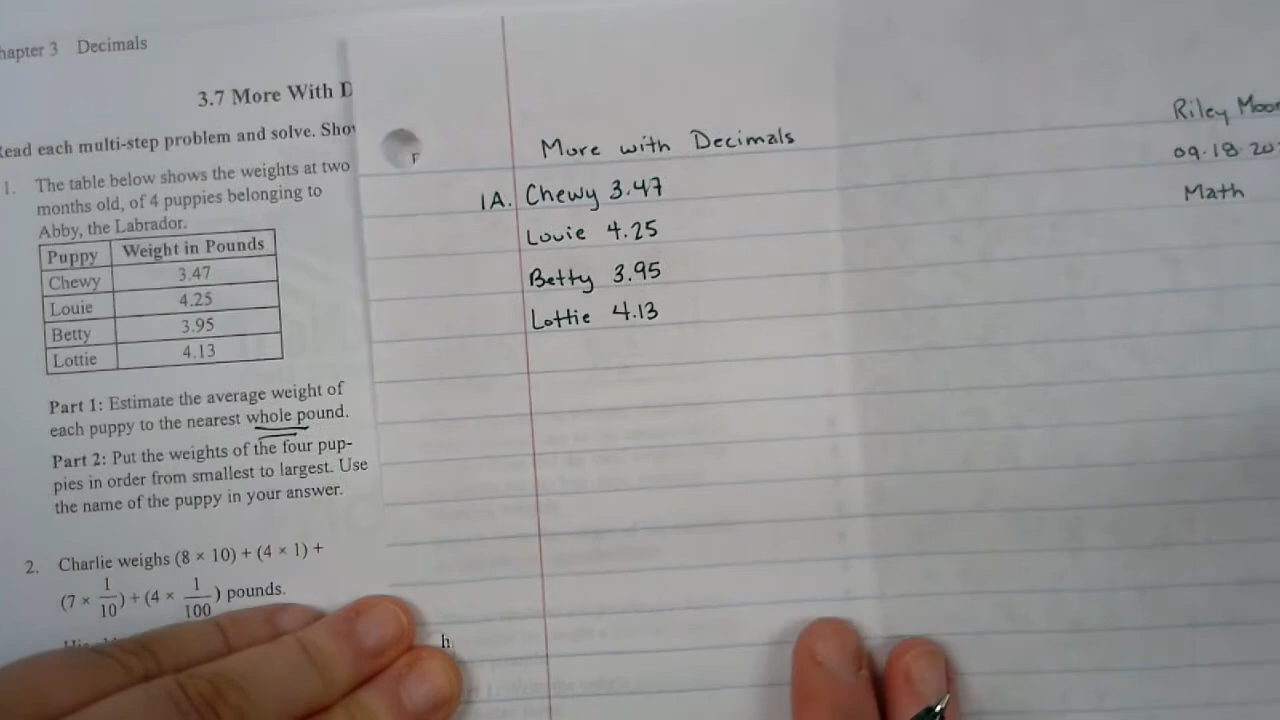 Chapter 3 Decimals
3.7 More With D
Read each multi-step problem and solve. Show
1. The table below shows the weights at two
months old, of 4 puppies belonging to
Abby, the Labrador.
Puppy Weight in Pounds
Chewy 3.47
Louie 4.25
Betty 3.95
Lottie 4.13
Part 1: Estimate the average weight of
each puppy to the nearest whole pound.
Part 2: Put the weights of the four pup-
pies in order from smallest to largest. Use
the name of the puppy in your answer.
2. Charlie weighs (8 × 10) + (4 × 1) +
(7 × 1/10) + (4 × 1/100) pounds.
h
Riley Moor
09.18.20
Math
More with Decimals
1A. Chewy 3.47
Louie 4.25
Betty 3.95
Lottie 4.13